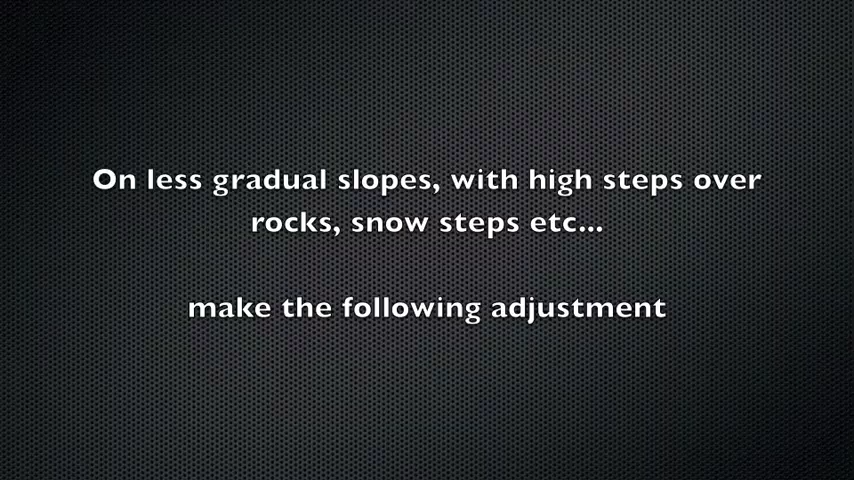 On less gradual slopes, with high steps over
rocks, snow steps etc...
make the following adjustment